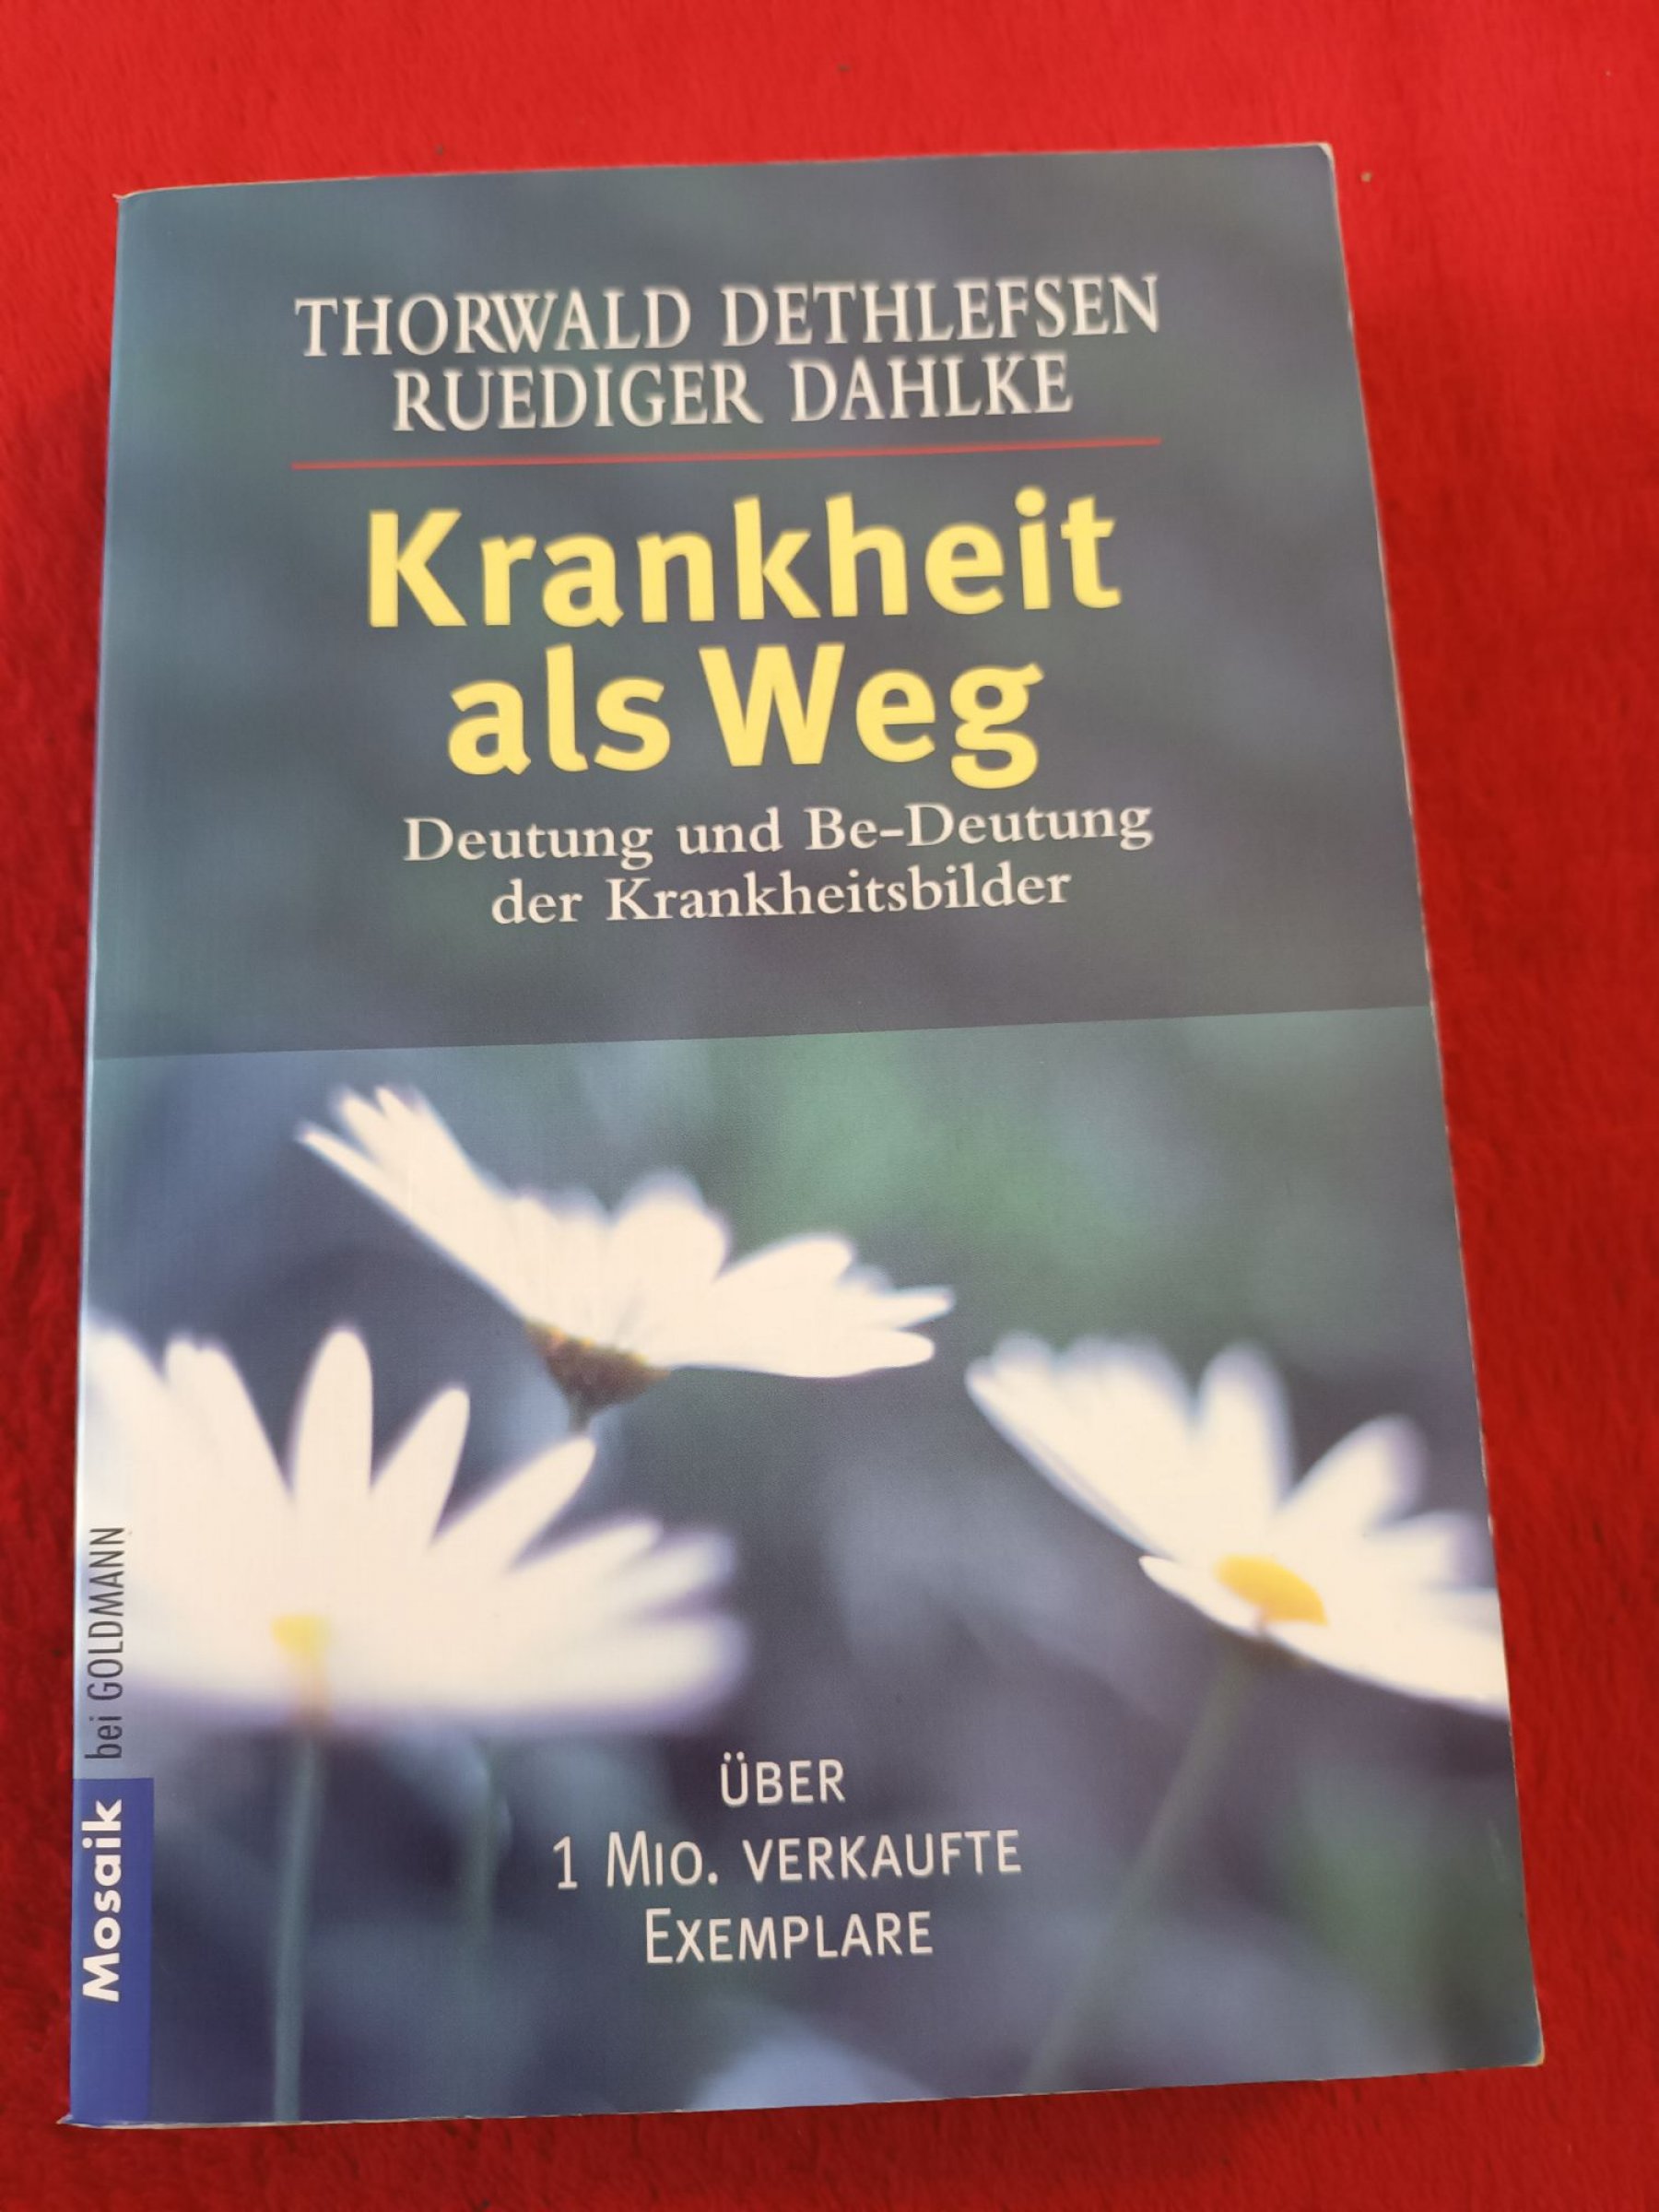 THORWALD DETHLEFSEN
RUEDIGER DAHLKE
Krankheit
als Weg
Deutung und Be-Deutung
der Krankheitsbilder
ÜBER
1 MIO. VERKAUFTE
EXEMPLARE
Mosaik bei GOLDMANN